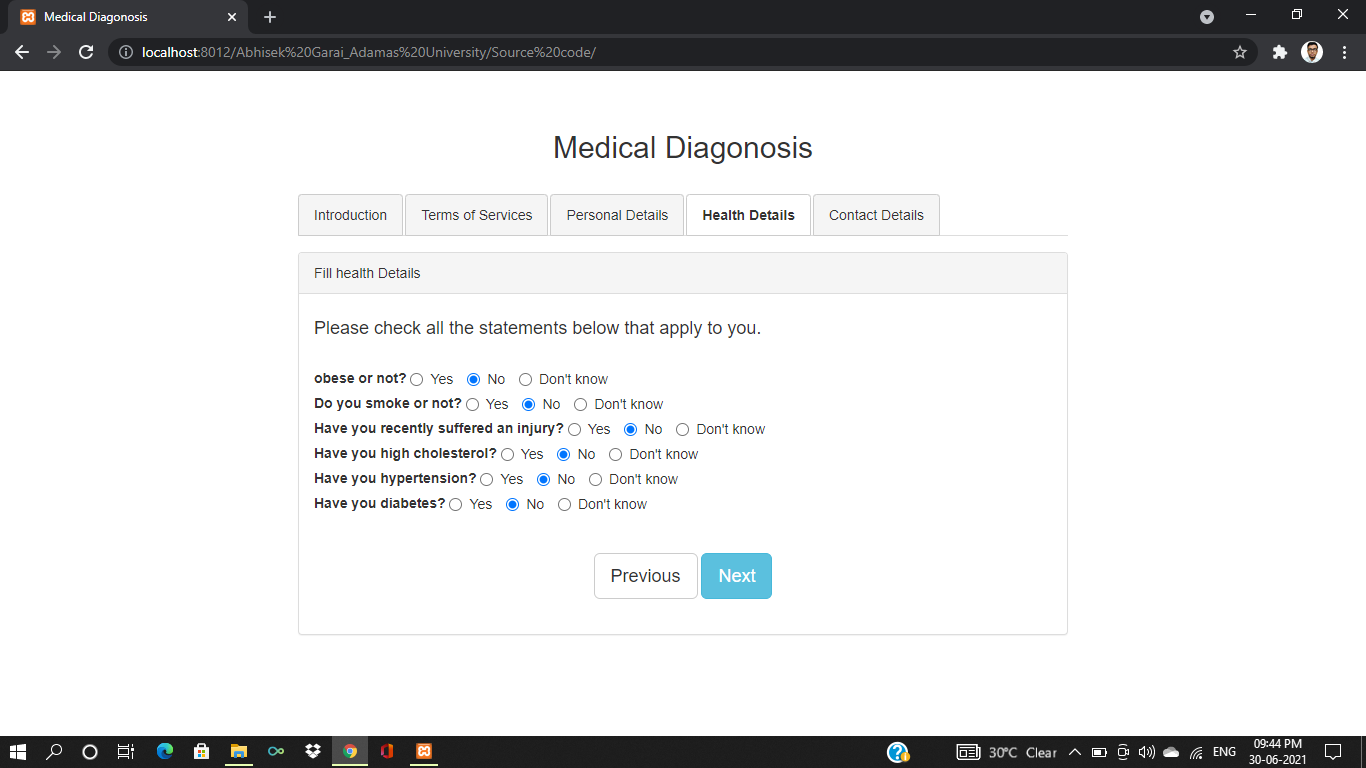 Medical Diagonosis
localhost:8012/Abhisek%20Garai_Adamas%20University/Source%20code/
Medical Diagonosis
Introduction Terms of Services Personal Details Health Details Contact Details
Fill health Details
Please check all the statements below that apply to you.
obese or not? Yes No Don't know
Do you smoke or not? Yes No Don't know
Have you recently suffered an injury? Yes No Don't know
Have you high cholesterol? Yes No Don't know
Have you hypertension? Yes No Don't know
Have you diabetes? Yes No Don't know
Previous Next
30°C Clear ENG 09:44 PM
30-06-2021